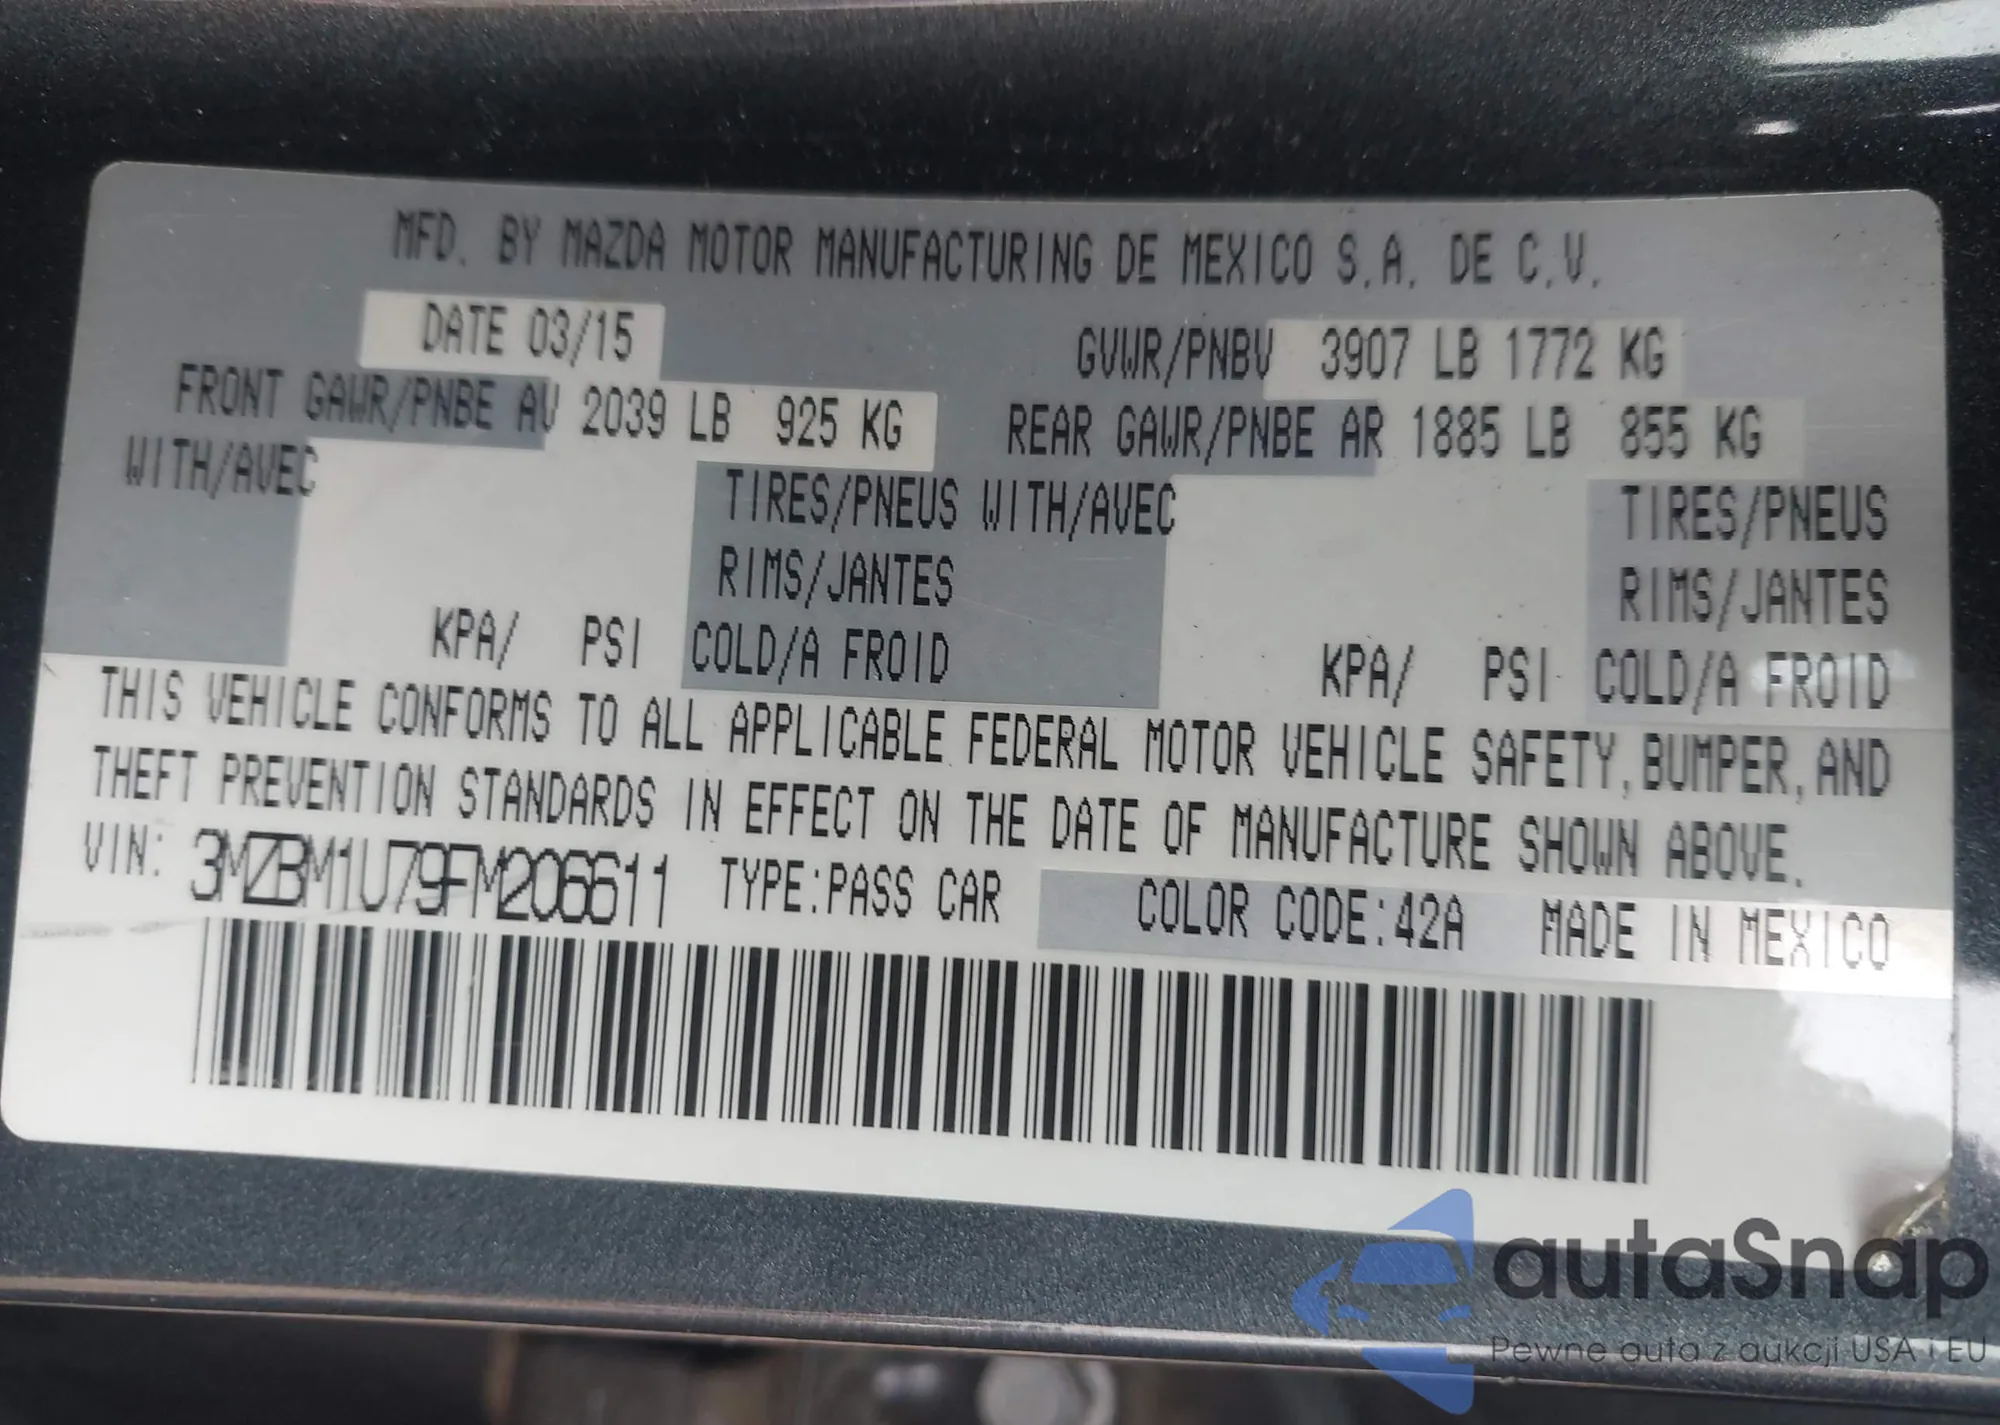 MFD. BY MAZDA MOTOR MANUFACTURING DE MEXICO S.A. DE C.V.
DATE 03/15 GVWR/PNBV 3907 LB 1772 KG
FRONT GAWR/PNBE AV 2039 LB 925 KG REAR GAWR/PNBE AR 1885 LB 855 KG
WITH/AVEC TIRES/PNEUS WITH/AVEC TIRES/PNEUS
RIMS/JANTES RIMS/JANTES
KPA/ PSI COLD/A FROID KPA/ PSI COLD/A FROID
THIS VEHICLE CONFORMS TO ALL APPLICABLE FEDERAL MOTOR VEHICLE SAFETY, BUMPER, AND
THEFT PREVENTION STANDARDS IN EFFECT ON THE DATE OF MANUFACTURE SHOWN ABOVE.
VIN: 3MZBM1U79FM206611 TYPE:PASS CAR COLOR CODE:42A MADE IN MEXICO
autaSnap
Pewne auta z aukcji USA i EU